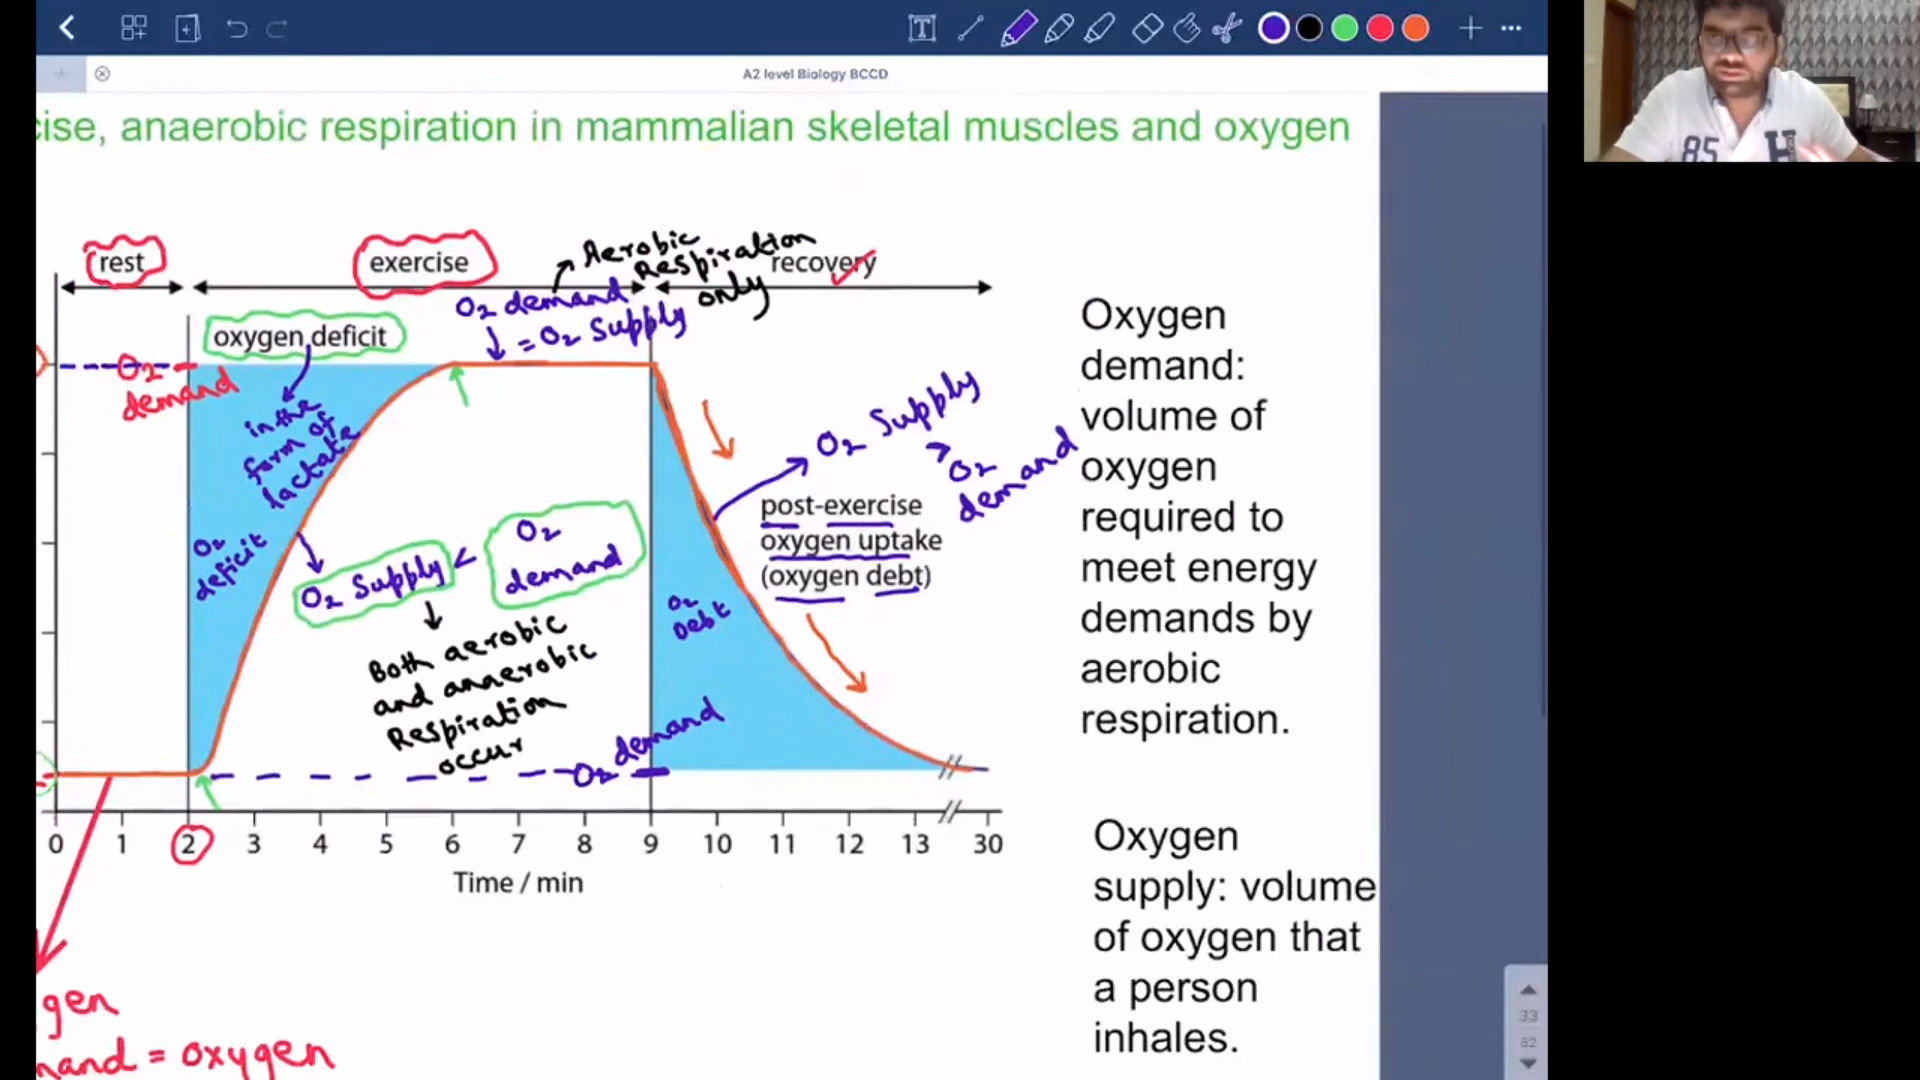 A2 level Biology BCCD
cise, anaerobic respiration in mammalian skeletal muscles and oxygen
rest
exercise
Aerobic
Respiration
only
recovery
O2 demand
= O2 Supply
oxygen deficit
O2
demand
in the
form of
lactate
O2
deficit
O2 Supply < O2
demand
Both aerobic
and anaerobic
Respiration
occur
O2 demand
O2 Supply
>
O2
demand
post-exercise
oxygen uptake
(oxygen debt)
O2
Debt
0 1 2 3 4 5 6 7 8 9 10 11 12 13 30
Time / min
gen
mand = oxygen
Oxygen
demand:
volume of
oxygen
required to
meet energy
demands by
aerobic
respiration.
Oxygen
supply: volume
of oxygen that
a person
inhales.
33
62
85 H